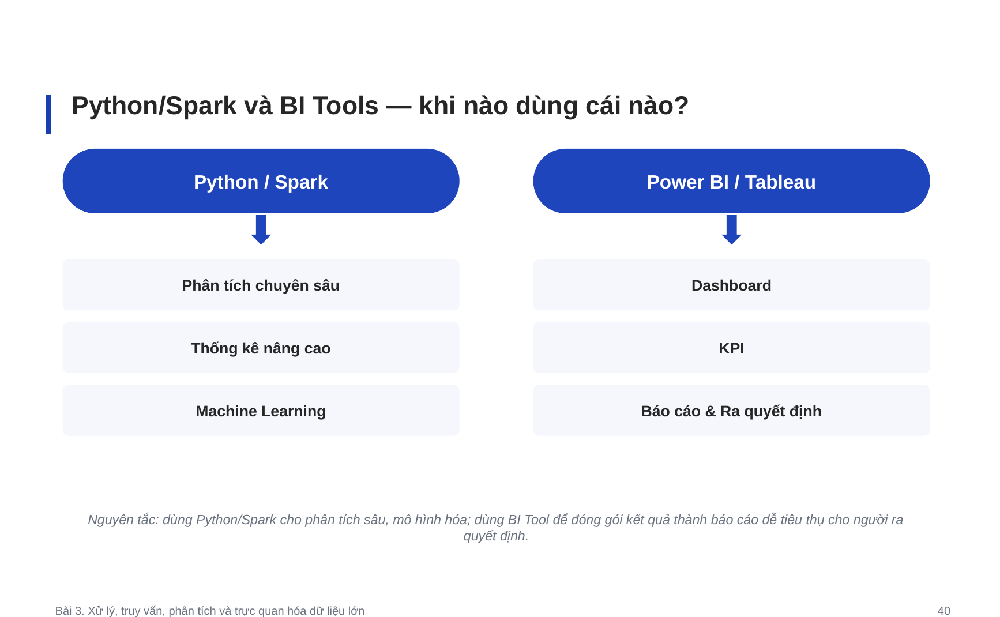 Python/Spark và BI Tools — khi nào dùng cái nào?
Python / Spark
Phân tích chuyên sâu
Thống kê nâng cao
Machine Learning
Power BI / Tableau
Dashboard
KPI
Báo cáo & Ra quyết định
Nguyên tắc: dùng Python/Spark cho phân tích sâu, mô hình hóa; dùng BI Tool để đóng gói kết quả thành báo cáo dễ tiêu thụ cho người ra
quyết định.
Bài 3. Xử lý, truy vấn, phân tích và trực quan hóa dữ liệu lớn
40